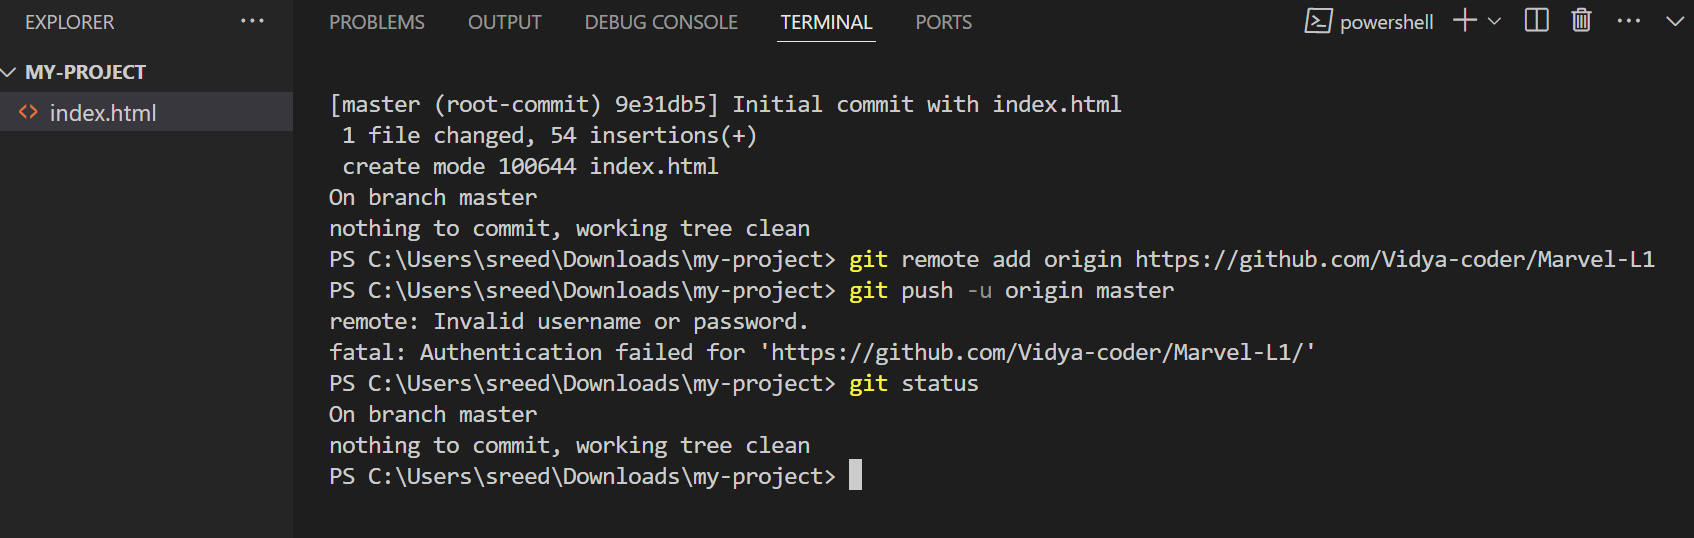 EXPLORER
PROBLEMS OUTPUT DEBUG CONSOLE TERMINAL PORTS
powershell
MY-PROJECT
index.html
[master (root-commit) 9e31db5] Initial commit with index.html
 1 file changed, 54 insertions(+)
 create mode 100644 index.html
On branch master
nothing to commit, working tree clean
PS C:\Users\sreed\Downloads\my-project> git remote add origin https://github.com/Vidya-coder/Marvel-L1
PS C:\Users\sreed\Downloads\my-project> git push -u origin master
remote: Invalid username or password.
fatal: Authentication failed for 'https://github.com/Vidya-coder/Marvel-L1/'
PS C:\Users\sreed\Downloads\my-project> git status
On branch master
nothing to commit, working tree clean
PS C:\Users\sreed\Downloads\my-project>